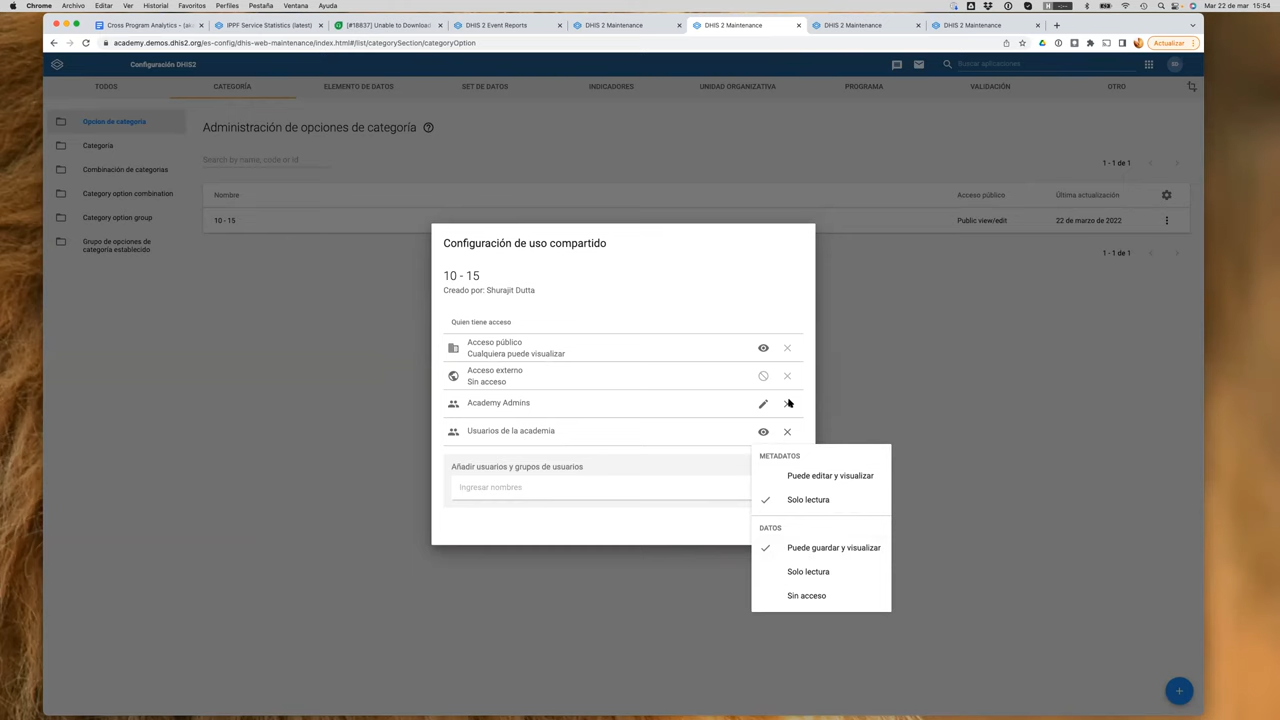 Chrome Archivo Editar Ver Historial Favoritos Perfiles Pestaña Ventana Ayuda
Mar 22 de mar 15:54
Cross Program Analytics – (ake
IPPF Service Statistics (latest)
[#18837] Unable to Download
DHIS 2 Event Reports
DHIS 2 Maintenance
DHIS 2 Maintenance
DHIS 2 Maintenance
DHIS 2 Maintenance
academy.demos.dhis2.org/es-config/dhis-web-maintenance/index.html#/list/categorySection/categoryOption
Actualizar
Configuración DHIS2
Buscar aplicaciones
SD
TODOS CATEGORÍA ELEMENTO DE DATOS SET DE DATOS INDICADORES UNIDAD ORGANIZATIVA PROGRAMA VALIDACIÓN OTRO
Opcion de categoría
Categoría
Combinación de categorías
Category option combination
Category option group
Grupo de opciones de
categoría establecido
Administración de opciones de categoría
Search by name, code or id
1 - 1 de 1
Nombre Acceso público Última actualización
10 - 15 Public view/edit 22 de marzo de 2022
1 - 1 de 1
Configuración de uso compartido
10 - 15
Creado por: Shurajit Dutta
Quien tiene acceso
Acceso público
Cualquiera puede visualizar
Acceso externo
Sin acceso
Academy Admins
Usuarios de la academia
Añadir usuarios y grupos de usuarios
Ingresar nombres
METADATOS
Puede editar y visualizar
Solo lectura
DATOS
Puede guardar y visualizar
Solo lectura
Sin acceso